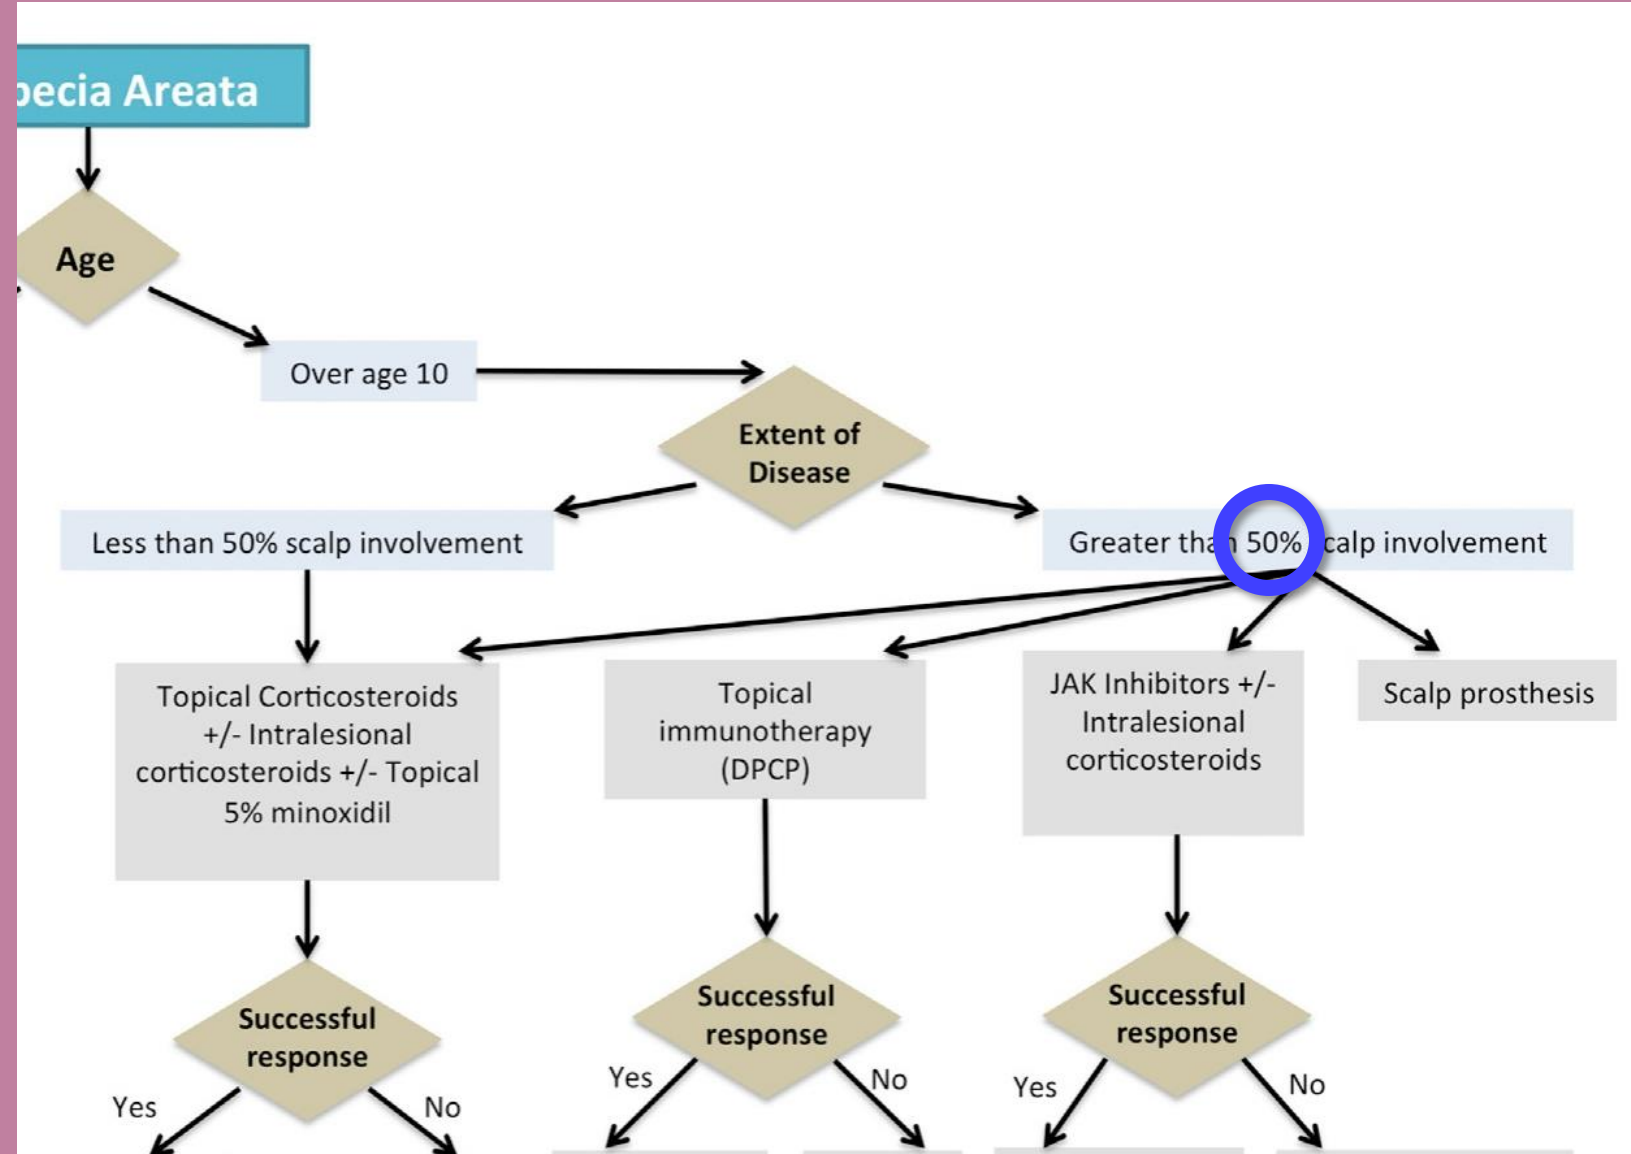 pecia Areata
Age
Over age 10
Extent of
Disease
Less than 50% scalp involvement
Greater than 50% calp involvement
Topical Corticosteroids
+/- Intralesional
corticosteroids +/- Topical
5% minoxidil
Topical
immunotherapy
(DPCP)
JAK Inhibitors +/-
Intralesional
corticosteroids
Scalp prosthesis
Successful
response
Yes
No
Successful
response
Yes
No
Successful
response
Yes
No